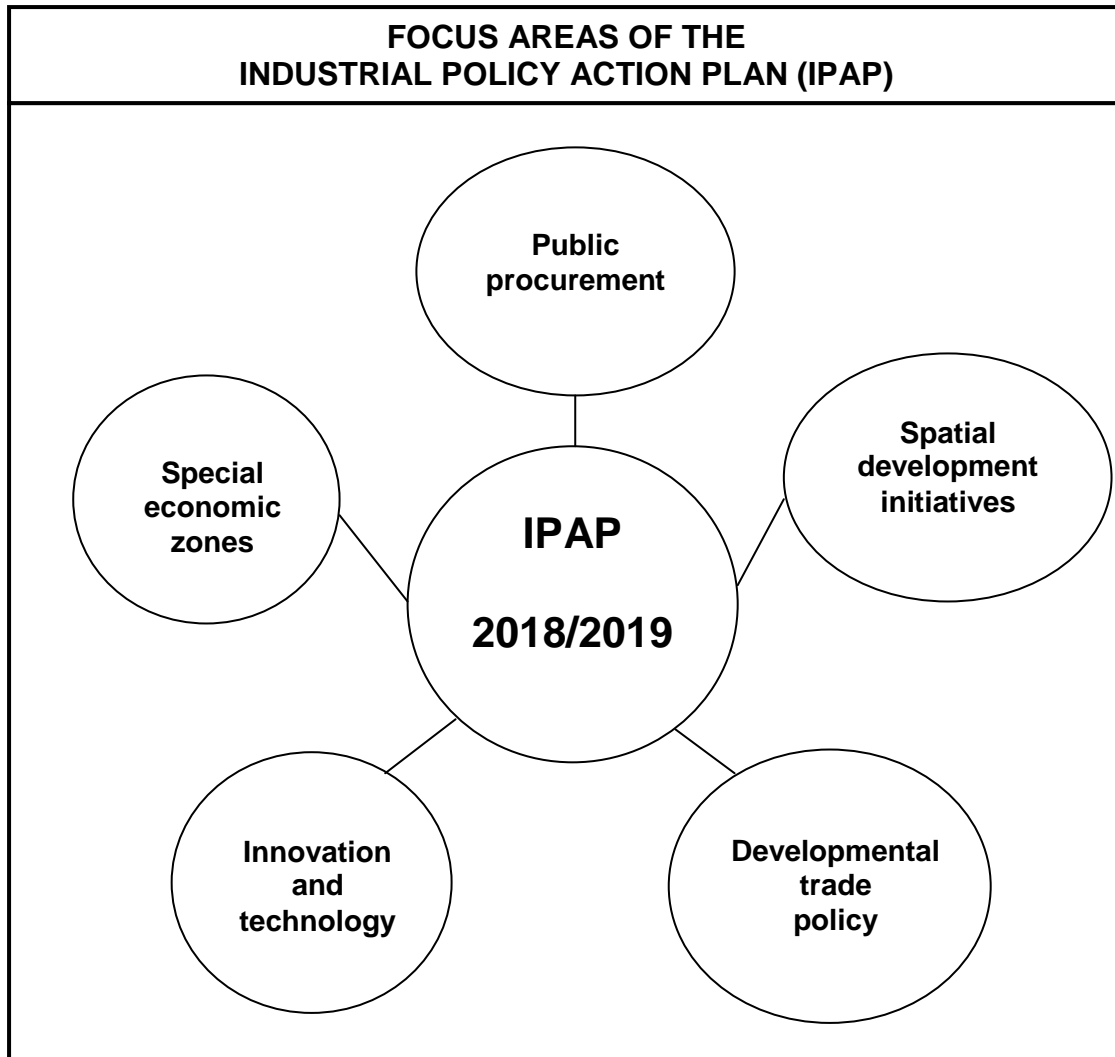 FOCUS AREAS OF THE
INDUSTRIAL POLICY ACTION PLAN (IPAP)
Public
procurement
Spatial
development
initiatives
Special
economic
zones
IPAP
2018/2019
Innovation
and
technology
Developmental
trade
policy